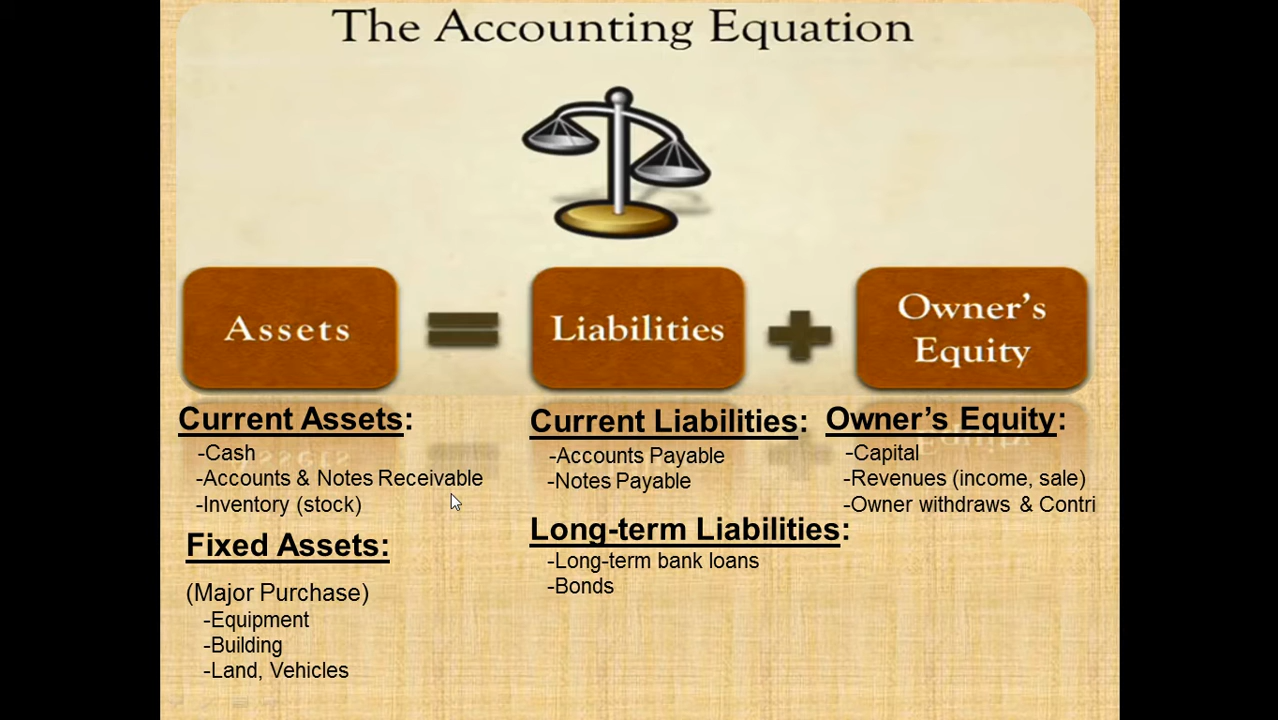 The Accounting Equation
Assets
=
Liabilities
+
Owner's
Equity
Current Assets:
-Cash
-Accounts & Notes Receivable
-Inventory (stock)
Fixed Assets:
(Major Purchase)
-Equipment
-Building
-Land, Vehicles
Current Liabilities:
-Accounts Payable
-Notes Payable
Long-term Liabilities:
-Long-term bank loans
-Bonds
Owner’s Equity:
-Capital
-Revenues (income, sale)
-Owner withdraws & Contri